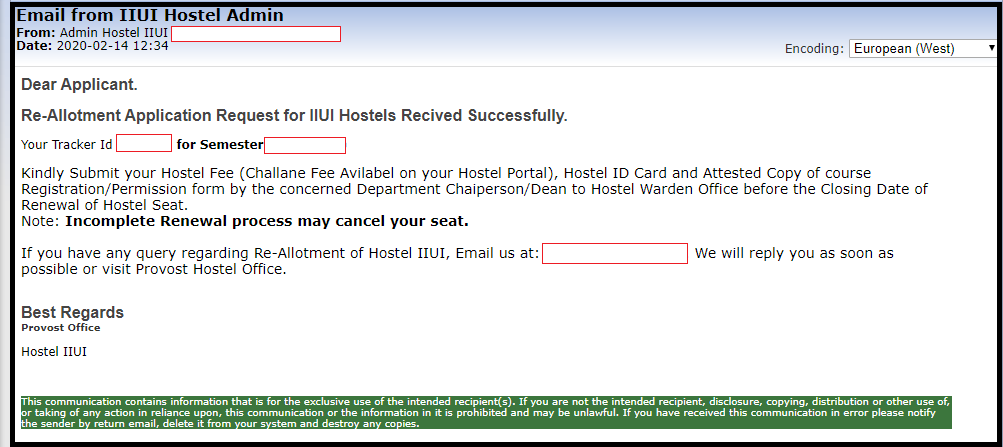 Email from IIUI Hostel Admin
From: Admin Hostel IIUI
Date: 2020-02-14 12:34
Encoding: European (West)
Dear Applicant.
Re-Allotment Application Request for IIUI Hostels Recived Successfully.
Your Tracker Id for Semester
Kindly Submit your Hostel Fee (Challane Fee Avilabel on your Hostel Portal), Hostel ID Card and Attested Copy of course
Registration/Permission form by the concerned Department Chaiperson/Dean to Hostel Warden Office before the Closing Date of
Renewal of Hostel Seat.
Note: Incomplete Renewal process may cancel your seat.
If you have any query regarding Re-Allotment of Hostel IIUI, Email us at: We will reply you as soon as
possible or visit Provost Hostel Office.
Best Regards
Provost Office
Hostel IIUI
This communication contains information that is for the exclusive use of the intended recipient(s). If you are not the intended recipient, disclosure, copying, distribution or other use of,
or taking of any action in reliance upon, this communication or the information in it is prohibited and may be unlawful. If you have received this communication in error please notify
the sender by return email, delete it from your system and destroy any copies.